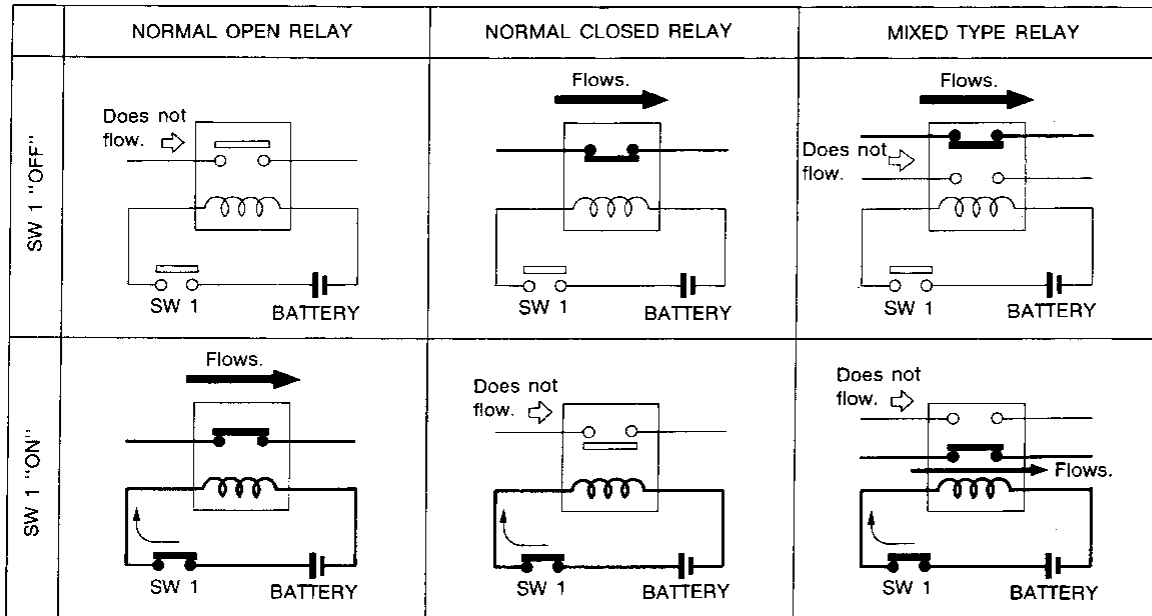 NORMAL OPEN RELAY
NORMAL CLOSED RELAY
MIXED TYPE RELAY
SW 1 "OFF"
Does not
flow.
SW 1
BATTERY
Flows.
SW 1
BATTERY
Flows.
Does not
flow.
SW 1
BATTERY
SW 1 "ON"
Flows.
SW 1
BATTERY
Does not
flow.
SW 1
BATTERY
Does not
flow.
Flows.
SW 1
BATTERY